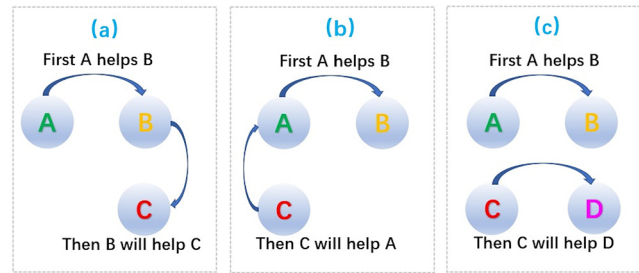 (a)
First A helps B
A
B
C
Then B will help C
(b)
First A helps B
A
B
C
Then C will help A
(c)
First A helps B
A
B
C
D
Then C will help D